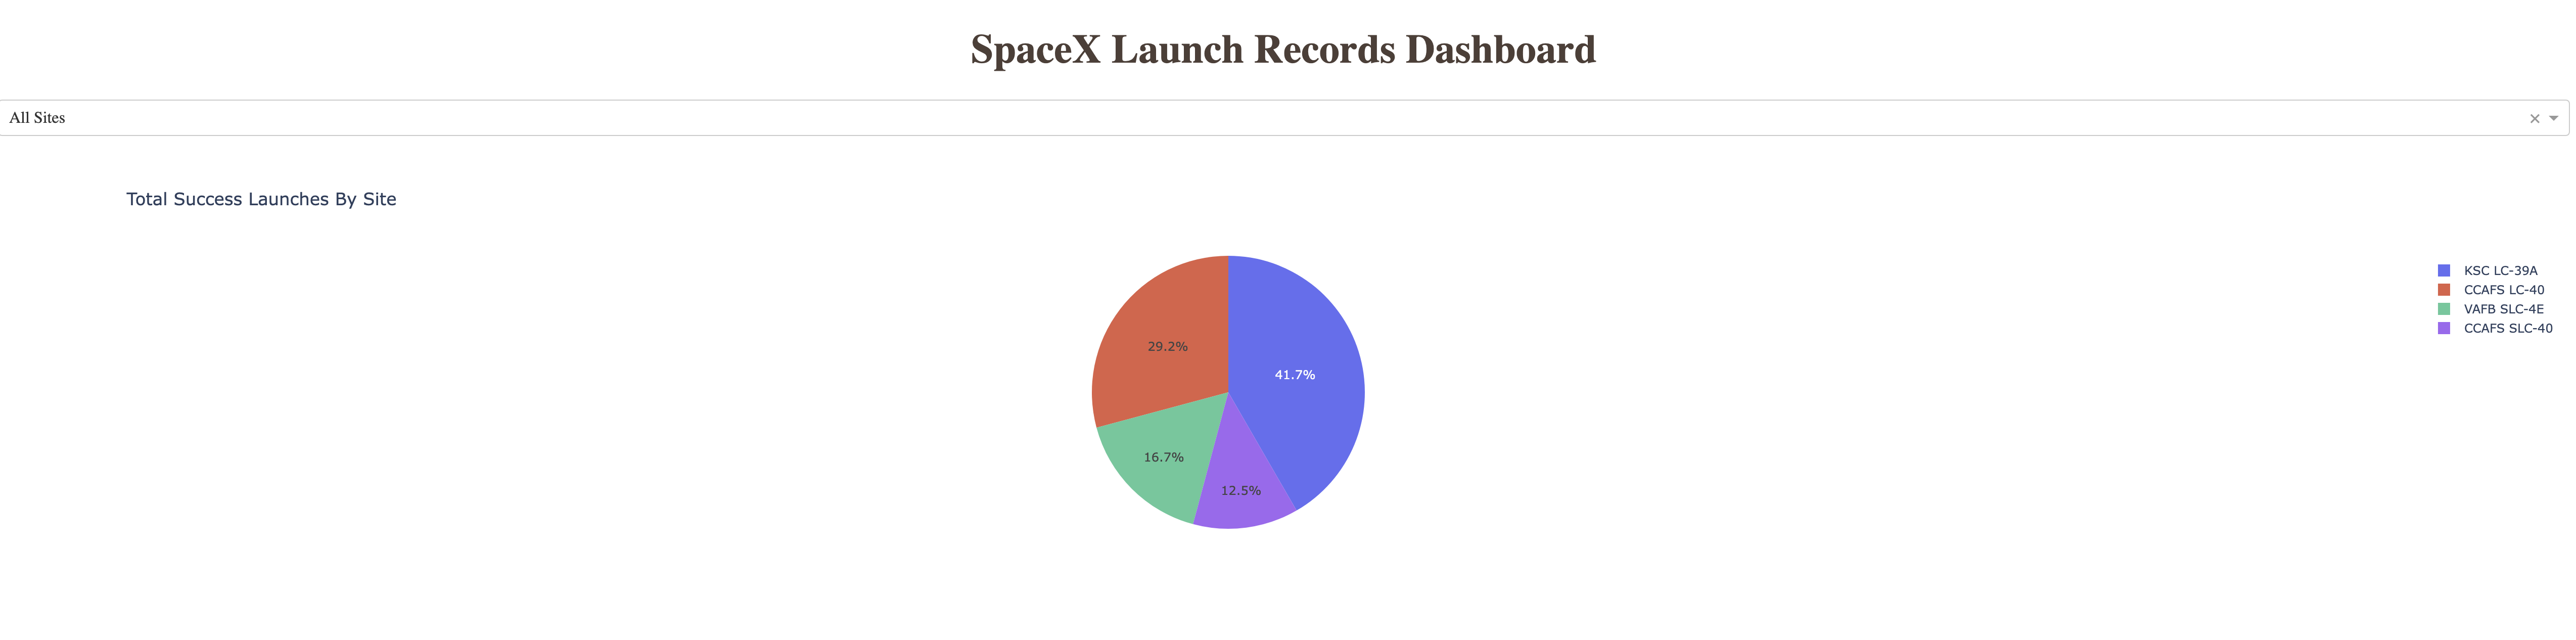 SpaceX Launch Records Dashboard
All Sites
Total Success Launches By Site
KSC LC-39A
CCAFS LC-40
VAFB SLC-4E
CCAFS SLC-40
29.2%
41.7%
16.7%
12.5%